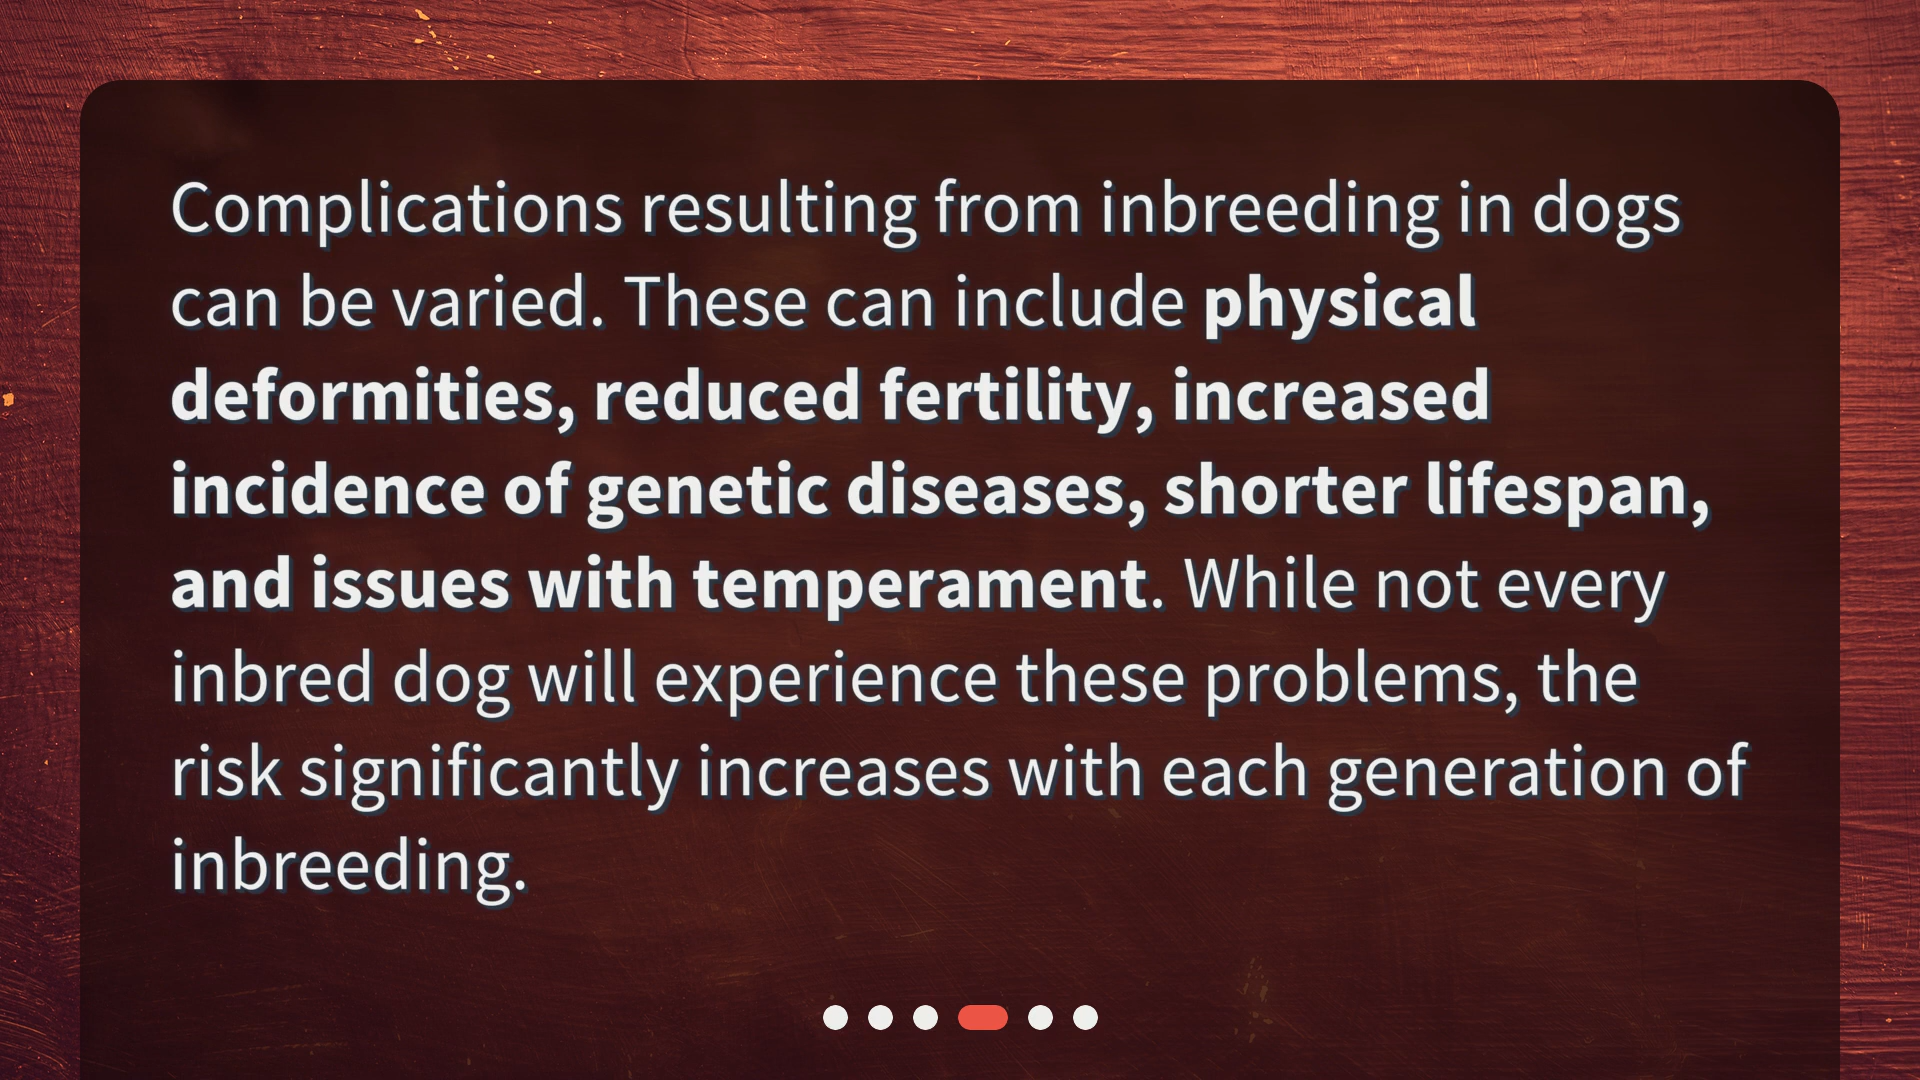 Complications resulting from inbreeding in dogs
can be varied. These can include physical
deformities, reduced fertility, increased
incidence of genetic diseases, shorter lifespan,
and issues with temperament. While not every
inbred dog will experience these problems, the
risk significantly increases with each generation of
inbreeding.